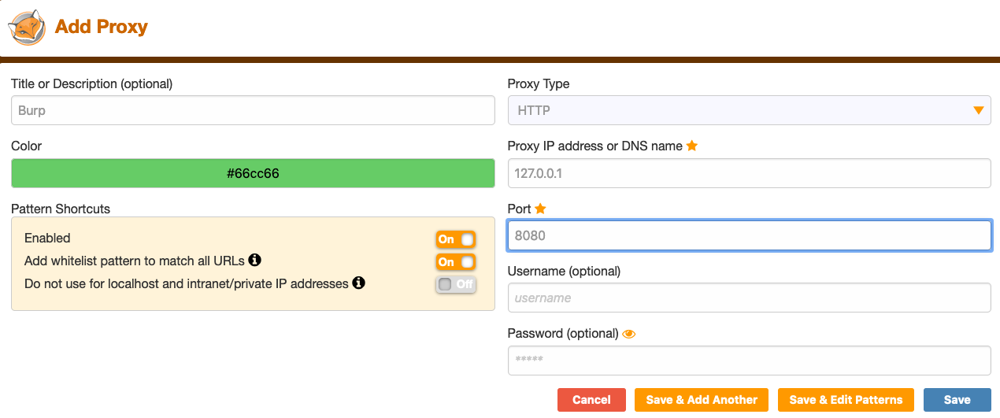 Add Proxy
Title or Description (optional)
Burp
Color
#66cc66
Pattern Shortcuts
Enabled
On
Add whitelist pattern to match all URLs
On
Do not use for localhost and intranet/private IP addresses
Off
Proxy Type
HTTP
Proxy IP address or DNS name
127.0.0.1
Port
8080
Username (optional)
username
Password (optional)
*****
Cancel
Save & Add Another
Save & Edit Patterns
Save